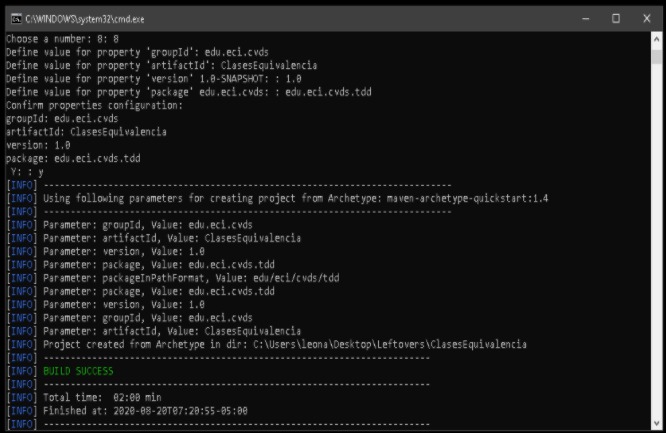 C:\WINDOWS\system32\cmd.exe
Choose a number: 8: 8
Define value for property 'groupId': edu.eci.cvds
Define value for property 'artifactId': ClasesEquivalencia
Define value for property 'version' 1.0-SNAPSHOT: : 1.0
Define value for property 'package' edu.eci.cvds: : edu.eci.cvds.tdd
Confirm properties configuration:
groupId: edu.eci.cvds
artifactId: ClasesEquivalencia
version: 1.0
package: edu.eci.cvds.tdd
Y: : y
[INFO] ----------------------------------------------------------------------------
[INFO] Using following parameters for creating project from Archetype: maven-archetype-quickstart:1.4
[INFO] ----------------------------------------------------------------------------
[INFO] Parameter: groupId, Value: edu.eci.cvds
[INFO] Parameter: artifactId, Value: ClasesEquivalencia
[INFO] Parameter: version, Value: 1.0
[INFO] Parameter: package, Value: edu.eci.cvds.tdd
[INFO] Parameter: packageInPathFormat, Value: edu/eci/cvds/tdd
[INFO] Parameter: package, Value: edu.eci.cvds.tdd
[INFO] Parameter: version, Value: 1.0
[INFO] Parameter: groupId, Value: edu.eci.cvds
[INFO] Parameter: artifactId, Value: ClasesEquivalencia
[INFO] Project created from Archetype in dir: C:\Users\leona\Desktop\Leftovers\ClasesEquivalencia
[INFO] ------------------------------------------------------------------------
[INFO] BUILD SUCCESS
[INFO] ------------------------------------------------------------------------
[INFO] Total time:  02:00 min
[INFO] Finished at: 2020-08-20T07:20:55-05:00
[INFO] ------------------------------------------------------------------------